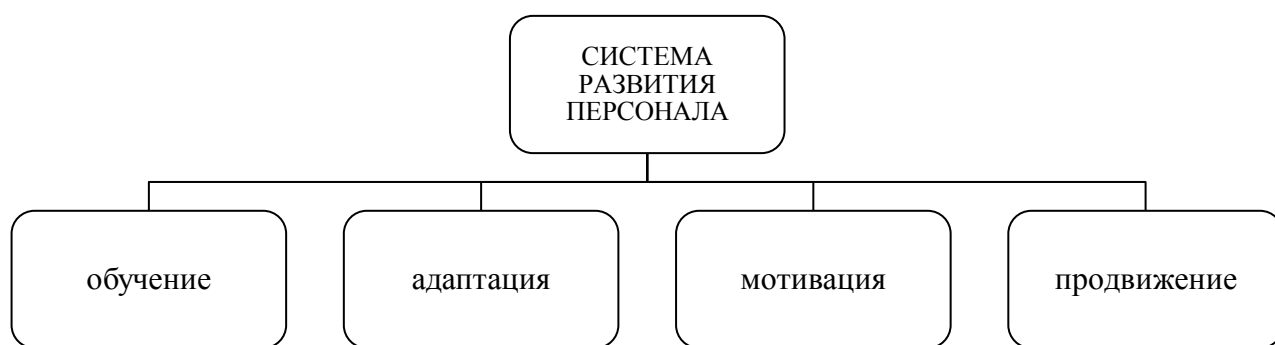 СИСТЕМА
РАЗВИТИЯ
ПЕРСОНАЛА
обучение
адаптация
мотивация
продвижение